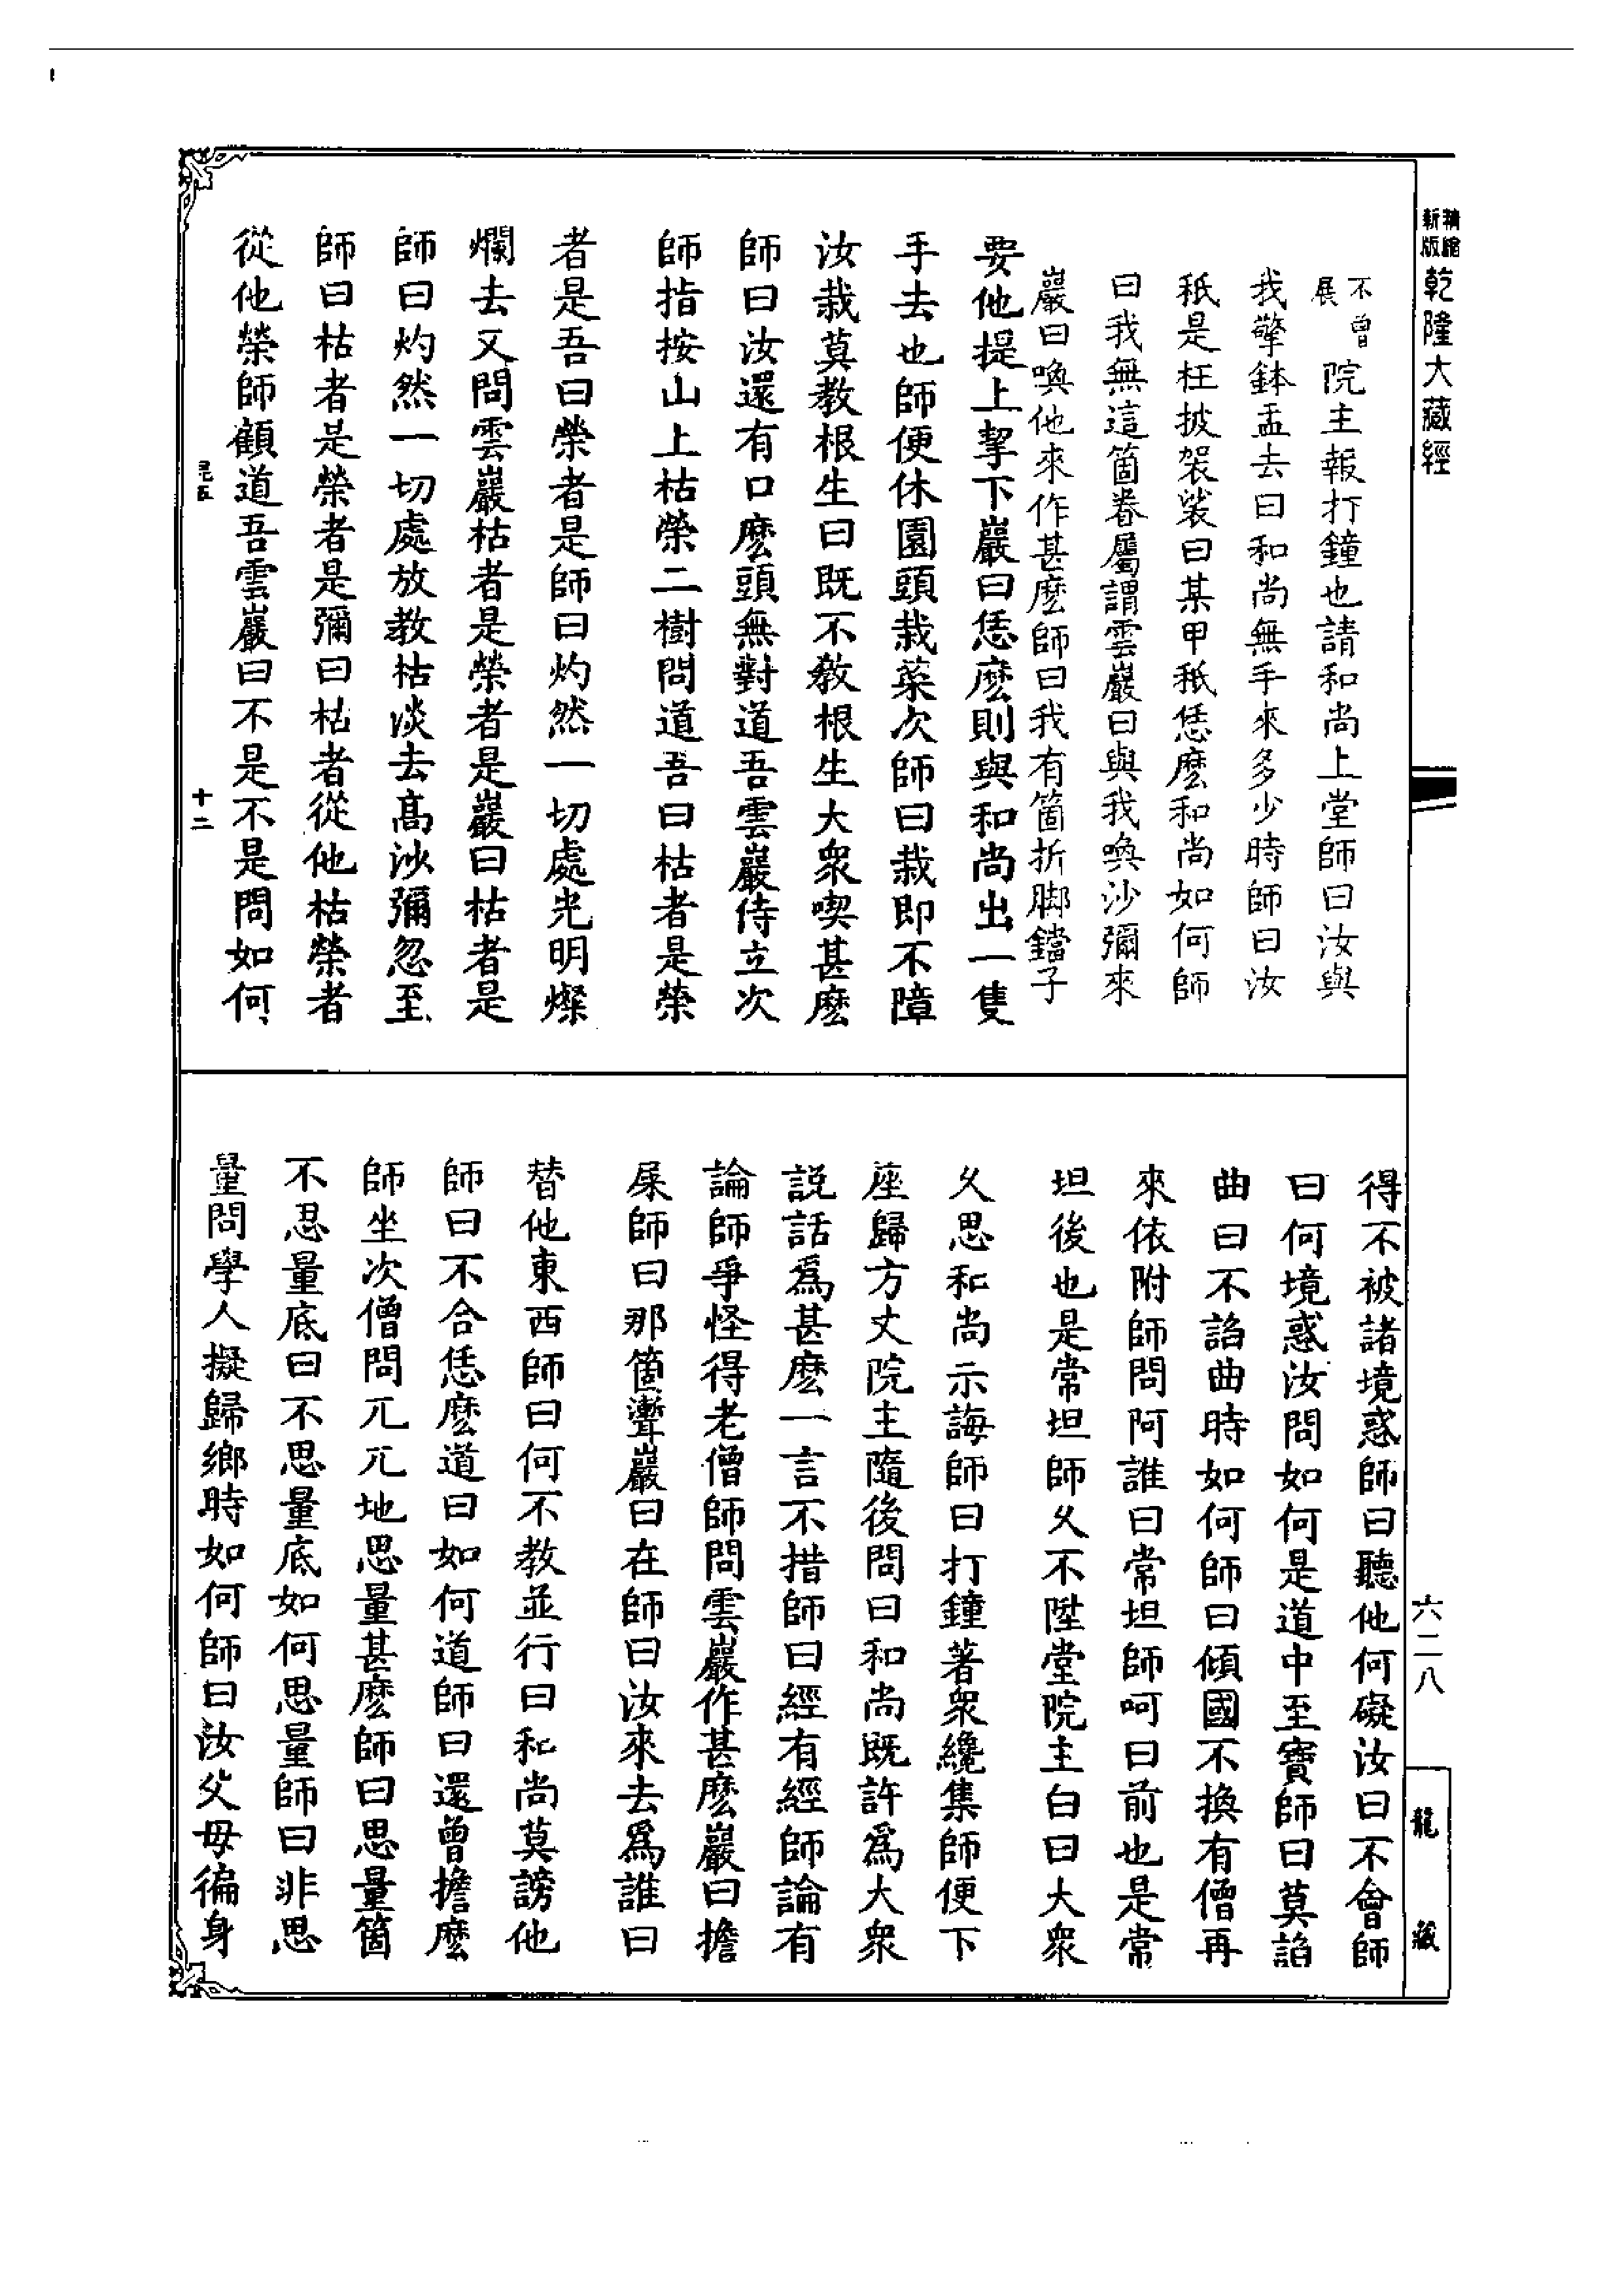 精繪
新版
乾隆大藏經
不曾
展
院主報打鐘也請和尚上堂師曰汝與
我擎鉢盂去曰和尚無手來多少時師曰汝
秖是枉披袈裟曰某甲秖恁麽和尚如何師
曰我無這箇眷屬謂雲巖曰與我喚沙彌來
巖曰喚他來作甚麽師曰我有箇折脚鐺子
要他提上挈下巖曰恁麽則與和尚出一隻
手去也師便休園頭栽菜次師曰栽即不障
汝栽莫教根生曰既不教根生大衆喫甚麽
師曰汝還有口麽頭無對道吾雲巖侍立次
師指按山上枯榮二樹問道吾曰枯者是榮
者是吾曰榮者是師曰灼然一切處光明燦
爛去又問雲巖枯者是榮者是巖曰枯者是
師曰灼然一切處放教枯淡去高沙彌忽至
師曰枯者是榮者是彌曰枯者從他枯榮者
從他榮師顧道吾雲巖曰不是不是問如何
十二
得不被諸境惑師曰聽他何礙汝曰不會師
曰何境惑汝問如何是道中至寶師曰莫諂
曲曰不諂曲時如何師曰傾國不換有僧再
來依附師問阿誰曰常坦師呵曰前也是常
坦後也是常坦師久不陞堂院主白曰大衆
久思和尚示誨師曰打鐘著衆纔集師便下
座歸方丈院主隨後問曰和尚既許爲大衆
説話爲甚麽一言不措師曰經有經師論有
論師爭怪得老僧師問雲巖作甚麽巖曰擔
屎師曰那箇聻巖曰在師曰汝來去爲誰曰
替他東西師曰何不教並行曰和尚莫謗他
師曰不合恁麽道曰如何道師曰還曾擔麽
師坐次僧問兀兀地思量甚麽師曰思量箇
不思量底曰不思量底如何思量師曰非思
量問學人擬歸鄉時如何師曰汝父母徧身
六二八
龍藏